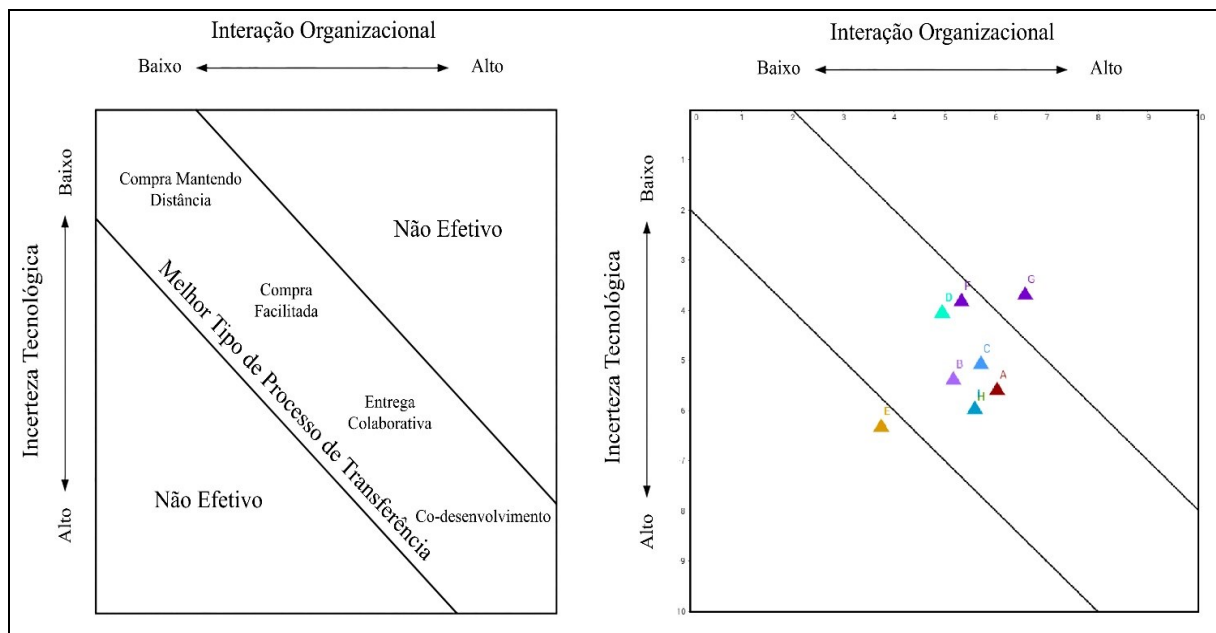 Interação Organizacional
Baixo
Alto
Incerteza Tecnológica
Baixo
Alto
Compra Mantendo
Distância
Não Efetivo
Compra
Facilitada
Melhor Tipo de Processo de Transferência
Entrega
Colaborativa
Não Efetivo
Co-desenvolvimento
Interação Organizacional
Baixo
Alto
Incerteza Tecnológica
Baixo
Alto
0 1 2 3 4 5 6 7 8 9 10
1
2
3
4
5
6
7
8
9
10
G
F
D
C
B
A
H
E